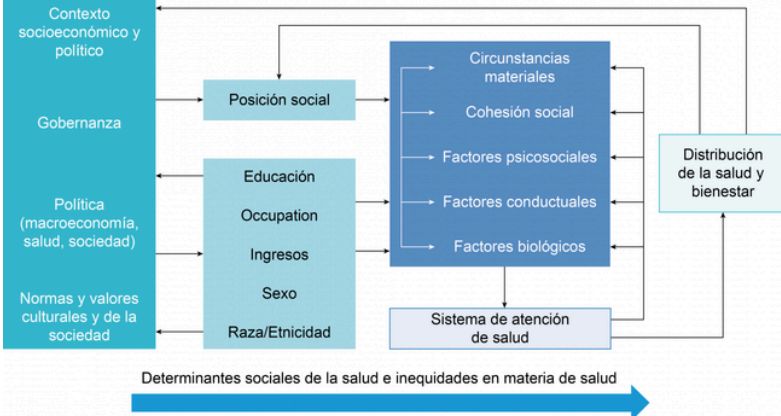 Contexto
socioeconómico y
político
Gobernanza
Política
(macroeconomía,
salud, sociedad)
Normas y valores
culturales y de la
sociedad
Posición social
Educación
Occupation
Ingresos
Sexo
Raza/Etnicidad
Circunstancias
materiales
Cohesión social
Factores psicosociales
Factores conductuales
Factores biológicos
Sistema de atención
de salud
Distribución
de la salud y
bienestar
Determinantes sociales de la salud e inequidades en materia de salud